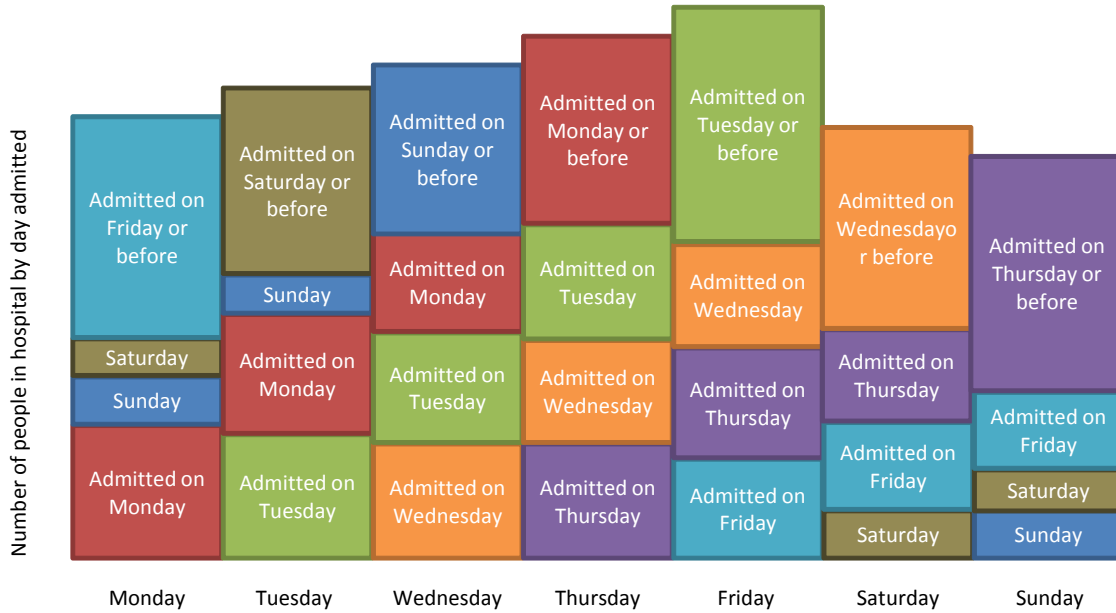 Number of people in hospital by day admitted
Admitted on
Friday or
before
Saturday
Sunday
Admitted on
Monday
Admitted on
Saturday or
before
Sunday
Admitted on
Monday
Admitted on
Tuesday
Admitted on
Sunday or
before
Admitted on
Monday
Admitted on
Tuesday
Admitted on
Wednesday
Admitted on
Monday or
before
Admitted on
Tuesday
Admitted on
Wednesday
Admitted on
Thursday
Admitted on
Tuesday or
before
Admitted on
Wednesday
Admitted on
Thursday
Admitted on
Friday
Admitted on
Wednesdayo
r before
Admitted on
Thursday
Admitted on
Friday
Saturday
Admitted on
Thursday or
before
Admitted on
Friday
Saturday
Sunday
Monday Tuesday Wednesday Thursday Friday Saturday Sunday